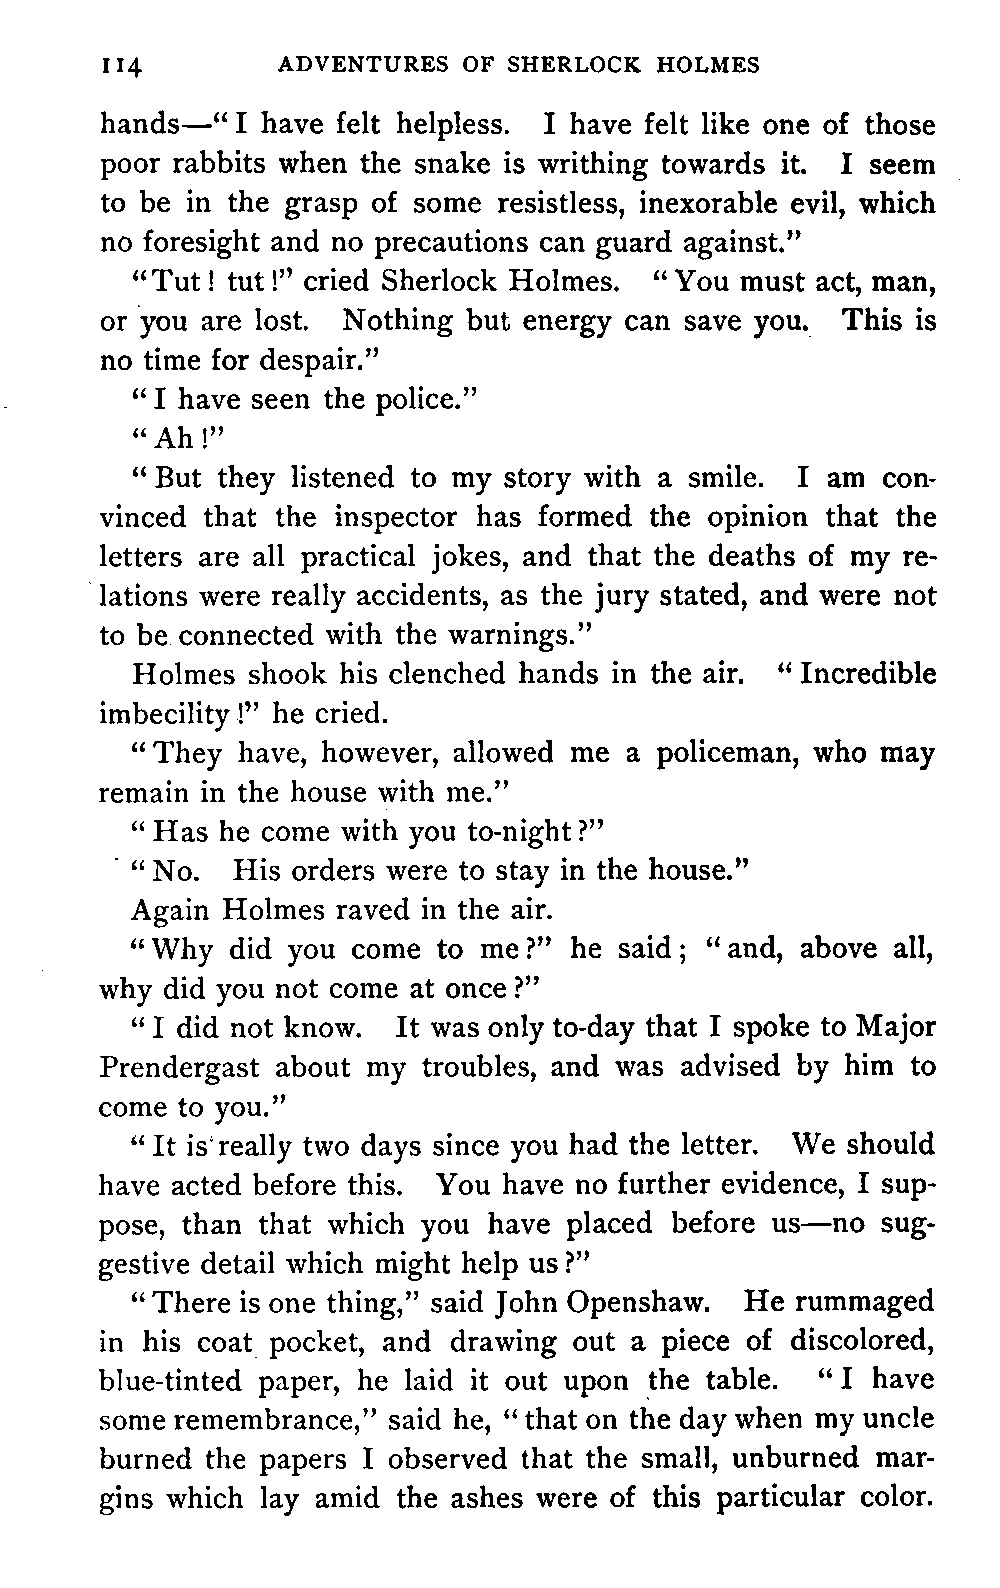 114 ADVENTURES OF SHERLOCK HOLMES
hands—“I have felt helpless. I have felt like one of those
poor rabbits when the snake is writhing towards it. I seem
to be in the grasp of some resistless, inexorable evil, which
no foresight and no precautions can guard against.”
“Tut! tut!” cried Sherlock Holmes. “You must act, man,
or you are lost. Nothing but energy can save you. This is
no time for despair.”
“I have seen the police.”
“Ah!”
“But they listened to my story with a smile. I am con-
vinced that the inspector has formed the opinion that the
letters are all practical jokes, and that the deaths of my re-
lations were really accidents, as the jury stated, and were not
to be connected with the warnings.”
Holmes shook his clenched hands in the air. “Incredible
imbecility!” he cried.
“They have, however, allowed me a policeman, who may
remain in the house with me.”
“Has he come with you to-night?”
“No. His orders were to stay in the house.”
Again Holmes raved in the air.
“Why did you come to me?” he said; “and, above all,
why did you not come at once?”
“I did not know. It was only to-day that I spoke to Major
Prendergast about my troubles, and was advised by him to
come to you.”
“It is really two days since you had the letter. We should
have acted before this. You have no further evidence, I sup-
pose, than that which you have placed before us—no sug-
gestive detail which might help us?”
“There is one thing,” said John Openshaw. He rummaged
in his coat pocket, and drawing out a piece of discolored,
blue-tinted paper, he laid it out upon the table. “I have
some remembrance,” said he, “that on the day when my uncle
burned the papers I observed that the small, unburned mar-
gins which lay amid the ashes were of this particular color.